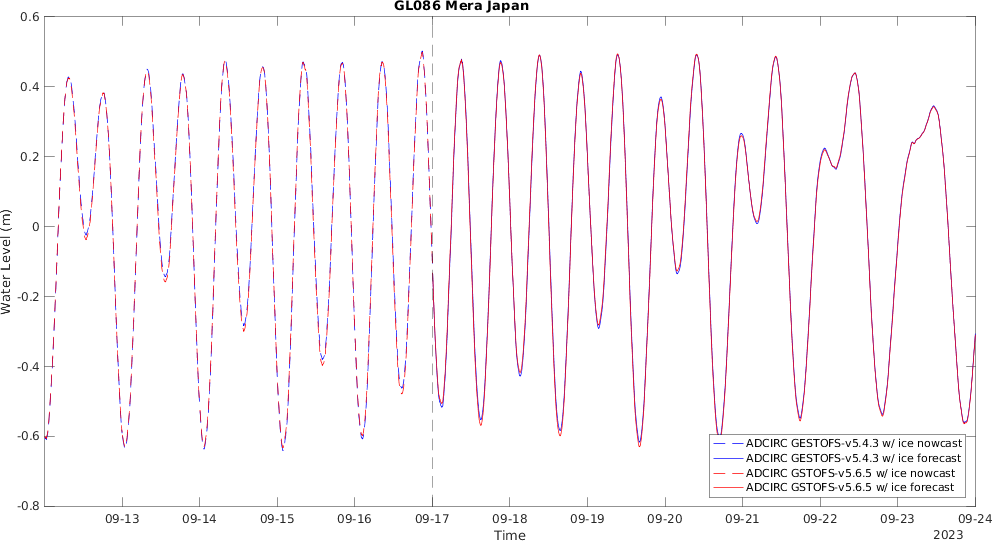 GL086 Mera Japan
Water Level (m)
0.6
0.4
0.2
0
-0.2
-0.4
-0.6
-0.8
ADCIRC GESTOFS-v5.4.3 w/ ice nowcast
ADCIRC GESTOFS-v5.4.3 w/ ice forecast
ADCIRC GSTOFS-v5.6.5 w/ ice nowcast
ADCIRC GSTOFS-v5.6.5 w/ ice forecast
09-13 09-14 09-15 09-16 09-17 09-18 09-19 09-20 09-21 09-22 09-23 09-24
Time
2023